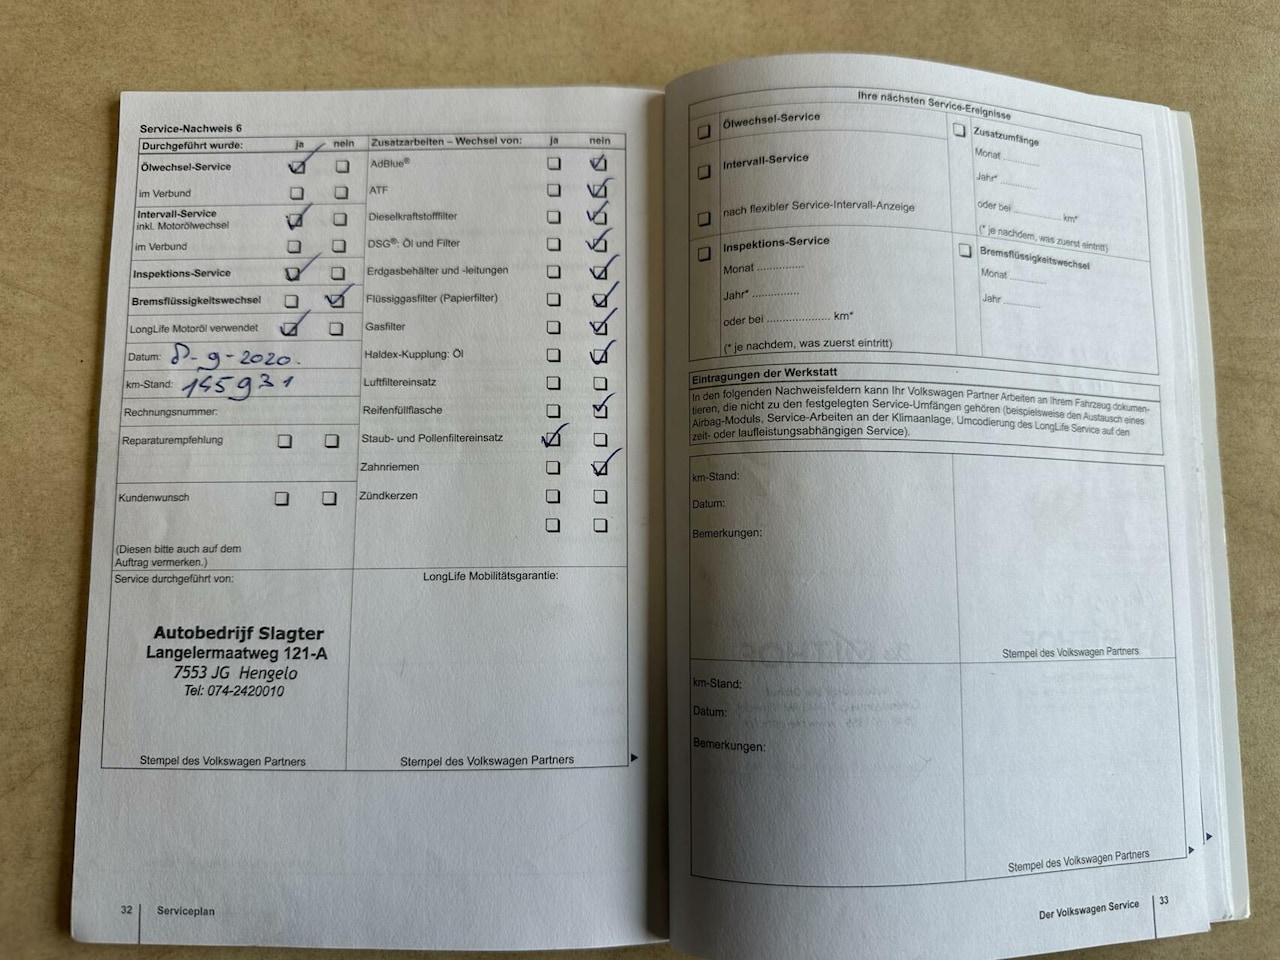 Service-Nachweis 6
Durchgeführt wurde: ja nein
Ölwechsel-Service
im Verbund
Intervall-Service
inkl. Motorölwechsel
im Verbund
Inspektions-Service
Bremsflüssigkeitswechsel
LongLife Motoröl verwendet
Datum: 8-9-2020.
km-Stand: 145931
Rechnungsnummer:
Reparaturempfehlung
Kundenwunsch
(Diesen bitte auch auf dem
Auftrag vermerken.)
Zusatzarbeiten – Wechsel von: ja nein
AdBlue®
ATF
Dieselkraftstofffilter
DSG®: Öl und Filter
Erdgasbehälter und -leitungen
Flüssiggasfilter (Papierfilter)
Gasfilter
Haldex-Kupplung: Öl
Luftfiltereinsatz
Reifenfüllflasche
Staub- und Pollenfiltereinsatz
Zahnriemen
Zündkerzen
Service durchgeführt von:
Autobedrijf Slagter
Langelermaatweg 121-A
7553 JG Hengelo
Tel: 074-2420010
Stempel des Volkswagen Partners
LongLife Mobilitätsgarantie:
Stempel des Volkswagen Partners
32 Serviceplan
Ihre nächsten Service-Ereignisse
Ölwechsel-Service
Intervall-Service
nach flexibler Service-Intervall-Anzeige
Inspektions-Service
Monat ..............
Jahr* ..............
oder bei ................... km*
(* je nachdem, was zuerst eintritt)
Zusatzumfänge
Monat ............
Jahr* ............
oder bei ............... km*
(* je nachdem, was zuerst eintritt)
Bremsflüssigkeitswechsel
Monat ............
Jahr ............
Eintragungen der Werkstatt
In den folgenden Nachweisfeldern kann Ihr Volkswagen Partner Arbeiten an Ihrem Fahrzeug dokumen-
tieren, die nicht zu den festgelegten Service-Umfängen gehören (beispielsweise den Austausch eines
Airbag-Moduls, Service-Arbeiten an der Klimaanlage, Umcodierung des LongLife Service auf den
zeit- oder laufleistungsabhängigen Service).
km-Stand:
Datum:
Bemerkungen:
Stempel des Volkswagen Partners
km-Stand:
Datum:
Bemerkungen:
Stempel des Volkswagen Partners
Der Volkswagen Service 33